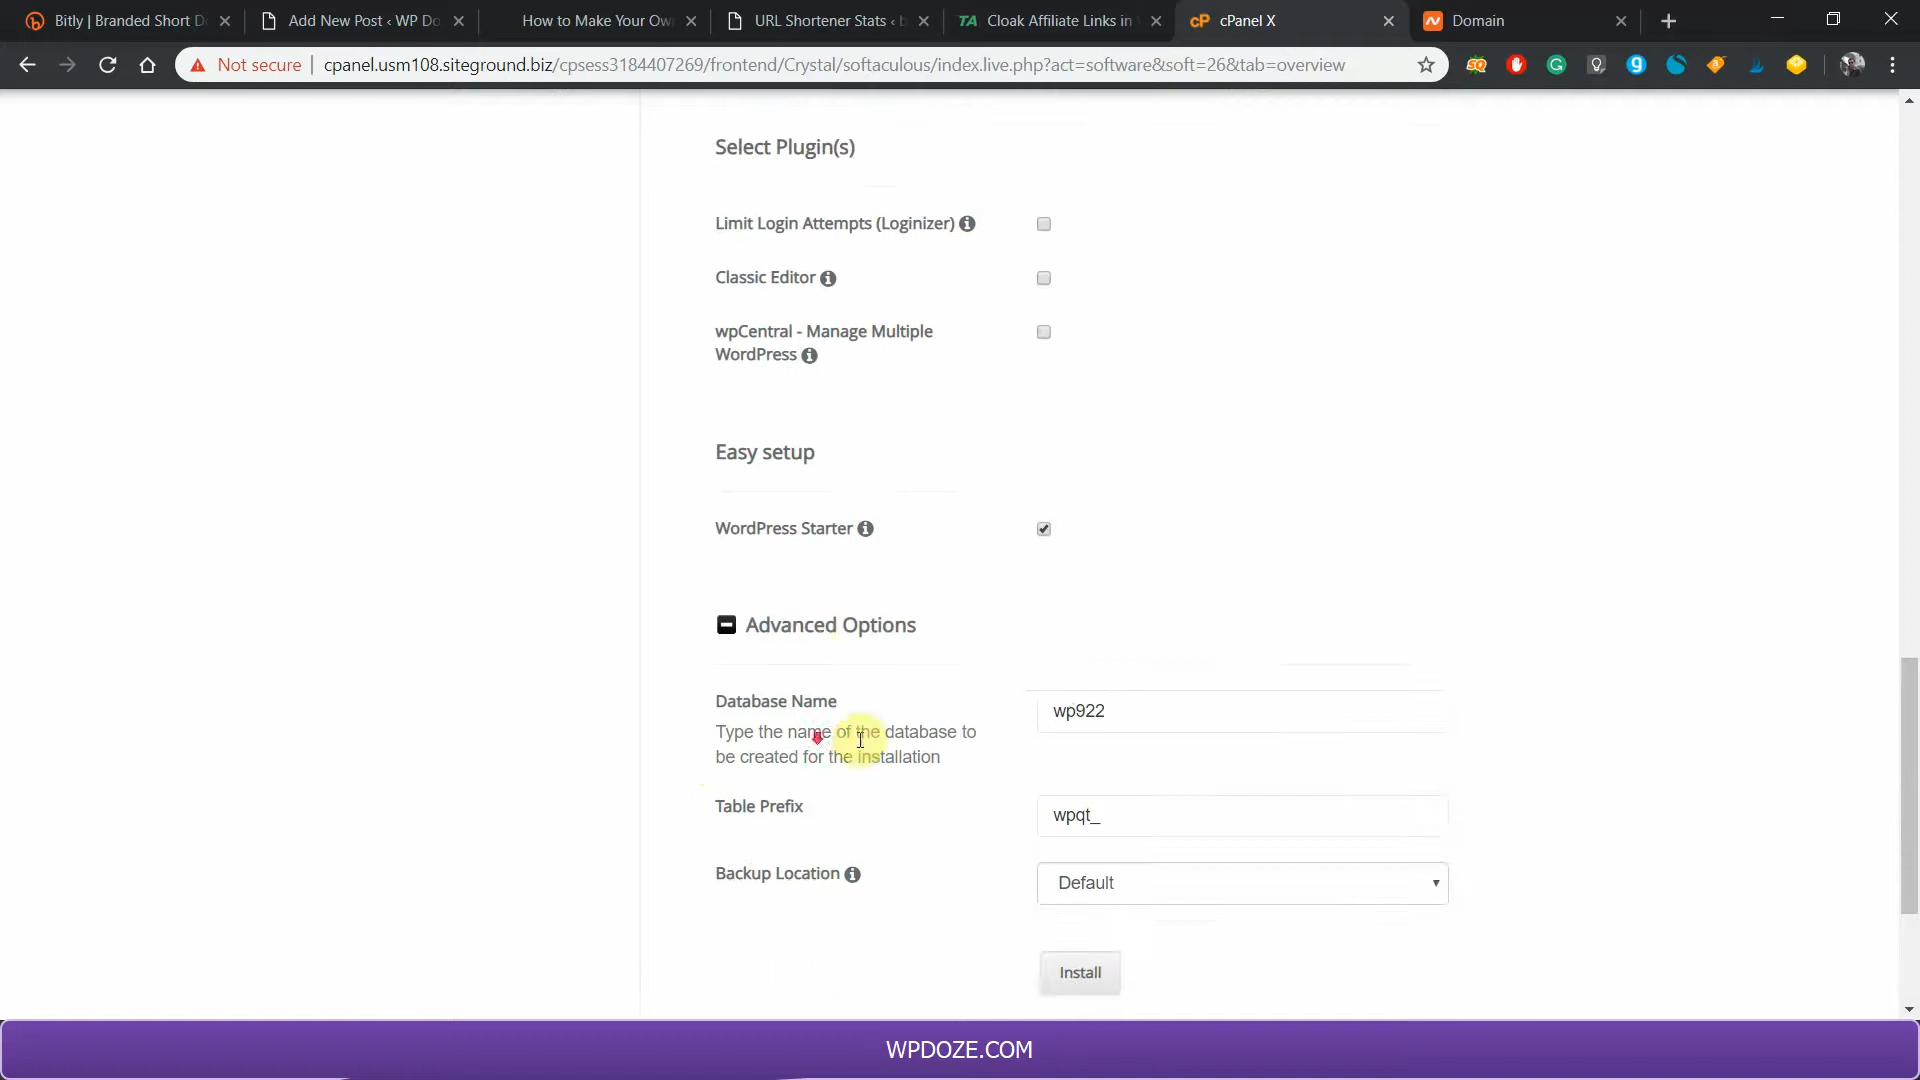 Bitly | Branded Short D
Add New Post ‹ WP Do
How to Make Your Own
URL Shortener Stats ‹ b
TA Cloak Affiliate Links in
cP cPanel X
Domain
Not secure cpanel.usm108.siteground.biz/cpsess3184407269/frontend/Crystal/softaculous/index.live.php?act=software&soft=26&tab=overview
Select Plugin(s)
Limit Login Attempts (Loginizer)
Classic Editor
wpCentral - Manage Multiple
WordPress
Easy setup
WordPress Starter
Advanced Options
Database Name
wp922
Type the name of the database to
be created for the installation
Table Prefix
wpqt_
Backup Location
Default
Install
WPDOZE.COM